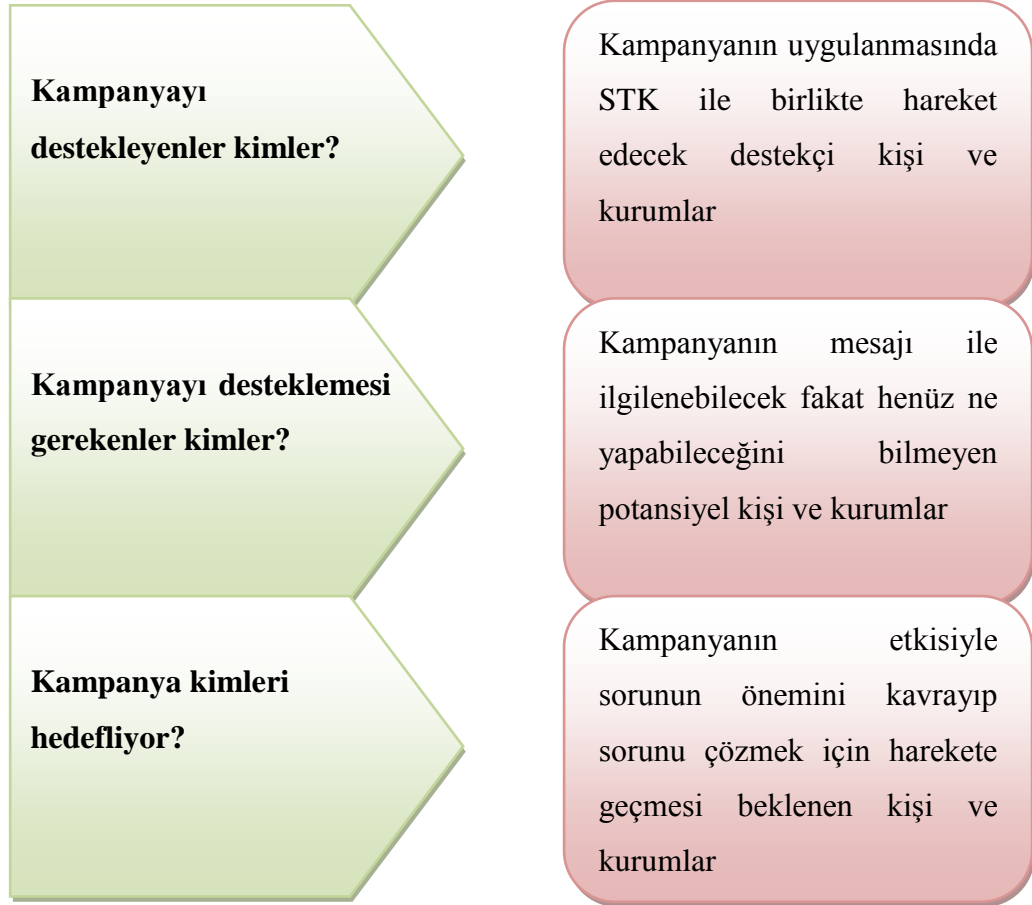 Kampanyayı
destekleyenler kimler?
Kampanyanın uygulanmasında
STK ile birlikte hareket
edecek destekçi kişi ve
kurumlar
Kampanyayı desteklemesi
gerekenler kimler?
Kampanyanın mesajı ile
ilgilenebilecek fakat henüz ne
yapabileceğini bilmeyen
potansiyel kişi ve kurumlar
Kampanya kimleri
hedefliyor?
Kampanyanın etkisiyle
sorunun önemini kavrayıp
sorunu çözmek için harekete
geçmesi beklenen kişi ve
kurumlar